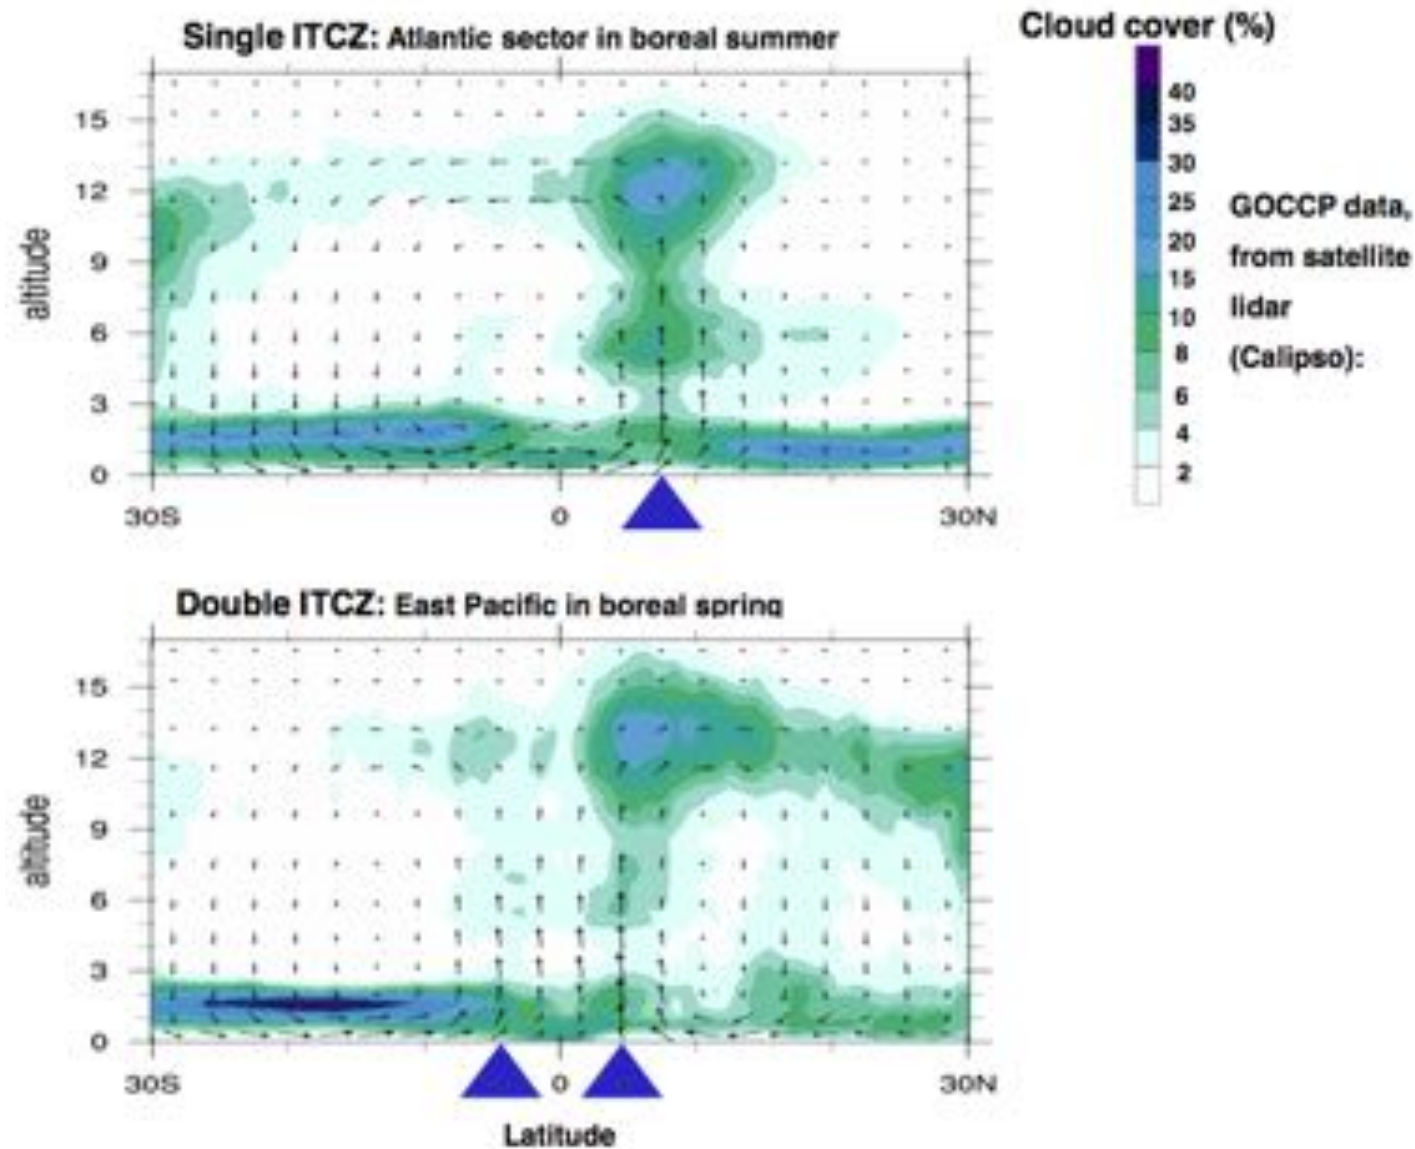 Single ITCZ: Atlantic sector in boreal summer
Cloud cover (%)
15
12
9
6
3
0
altitude
30S
0
30N
40
35
30
25
20
15
10
8
6
4
2
GOCCP data,
from satellite
lidar
(Calipso):
Double ITCZ: East Pacific in boreal spring
15
12
9
6
3
0
altitude
30S
0
30N
Latitude